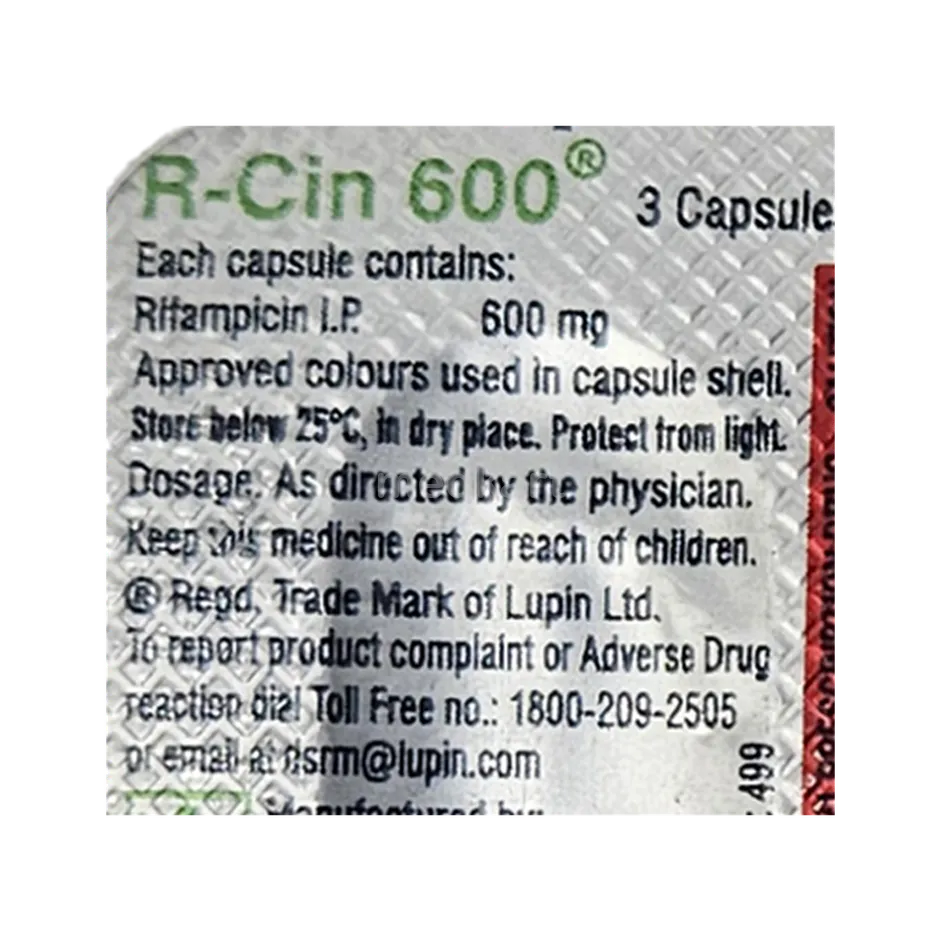 R-Cin 600® 3 Capsule
Each capsule contains:
Rifampicin I.P. 600 mg
Approved colours used in capsule shell.
Store below 25°C, in dry place. Protect from light.
Dosage. As directed by the physician.
Keep this medicine out of reach of children.
® Regd. Trade Mark of Lupin Ltd.
To report product complaint or Adverse Drug
reaction dial Toll Free no.: 1800-209-2505
or email at @lupin.com
Manufactured by:
499